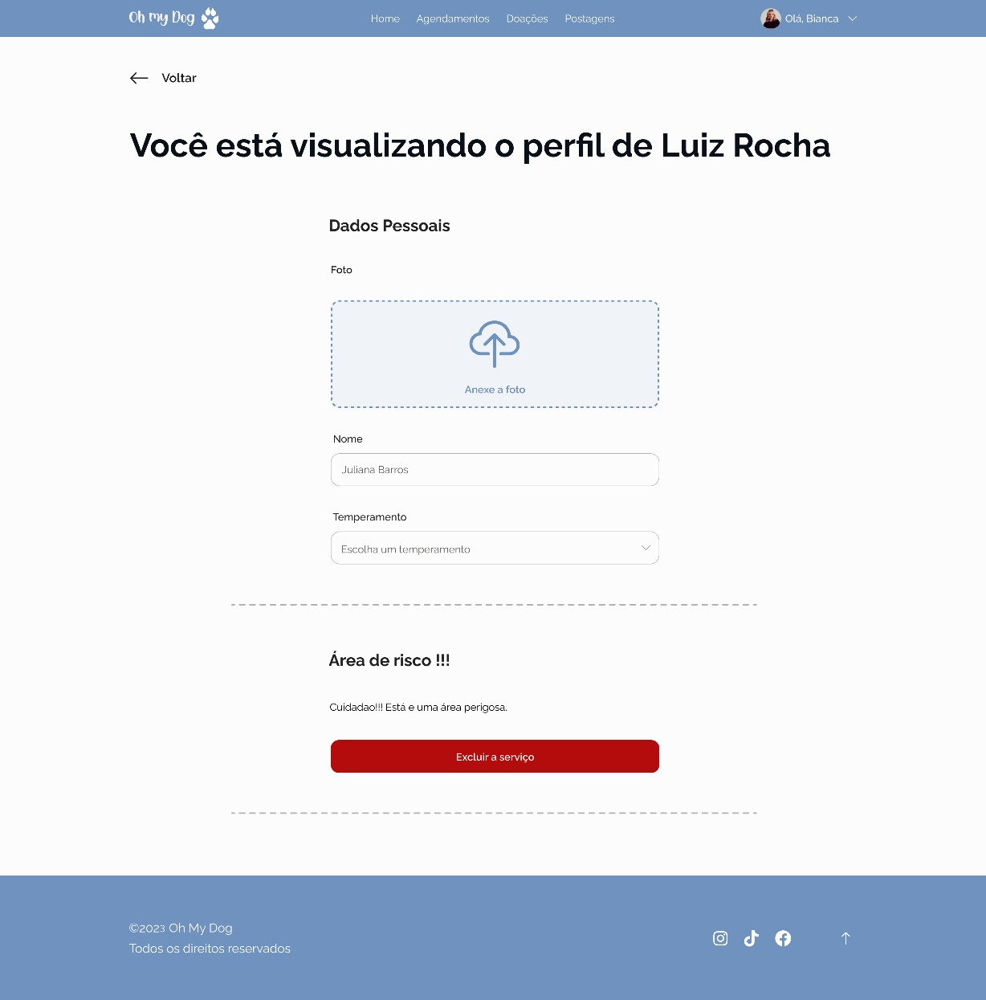 Oh my Dog
Home Agendamentos Doações Postagens
Olá, Bianca
Voltar
Você está visualizando o perfil de Luiz Rocha
Dados Pessoais
Foto
Anexe a foto
Nome
Juliana Barros
Temperamento
Escolha um temperamento
Área de risco !!!
Cuidadao!!! Está e uma área perigosa.
Excluir a serviço
©2023 Oh My Dog
Todos os direitos reservados